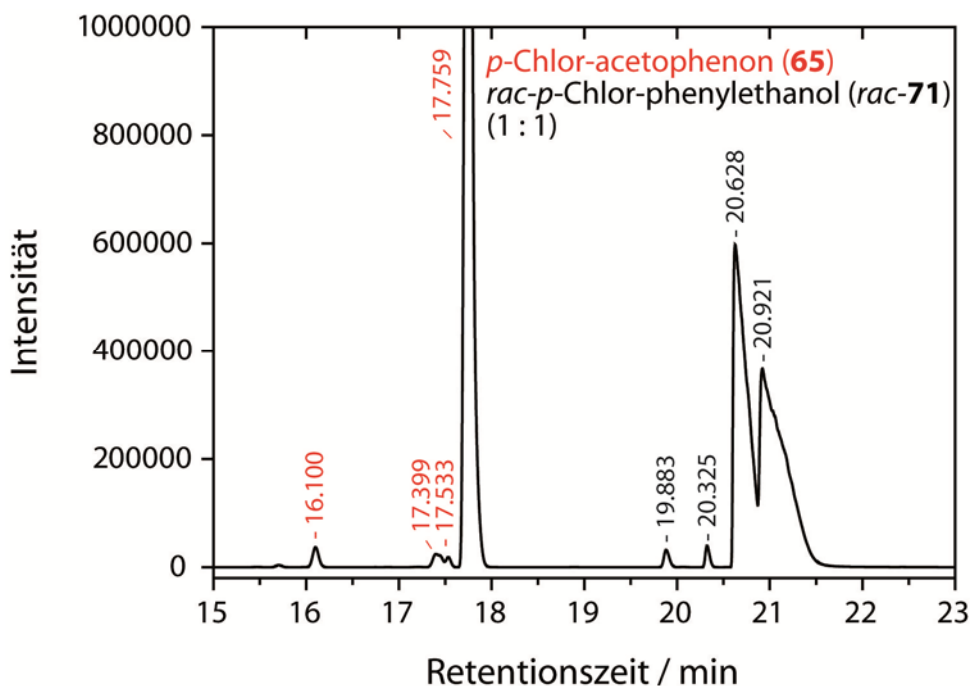 1000000
800000
600000
400000
200000
0
Intensität
p-Chlor-acetophenon (65)
rac-p-Chlor-phenylethanol (rac-71)
(1 : 1)
16.100
17.399
17.533
17.759
19.883
20.325
20.628
20.921
15 16 17 18 19 20 21 22 23
Retentionszeit / min